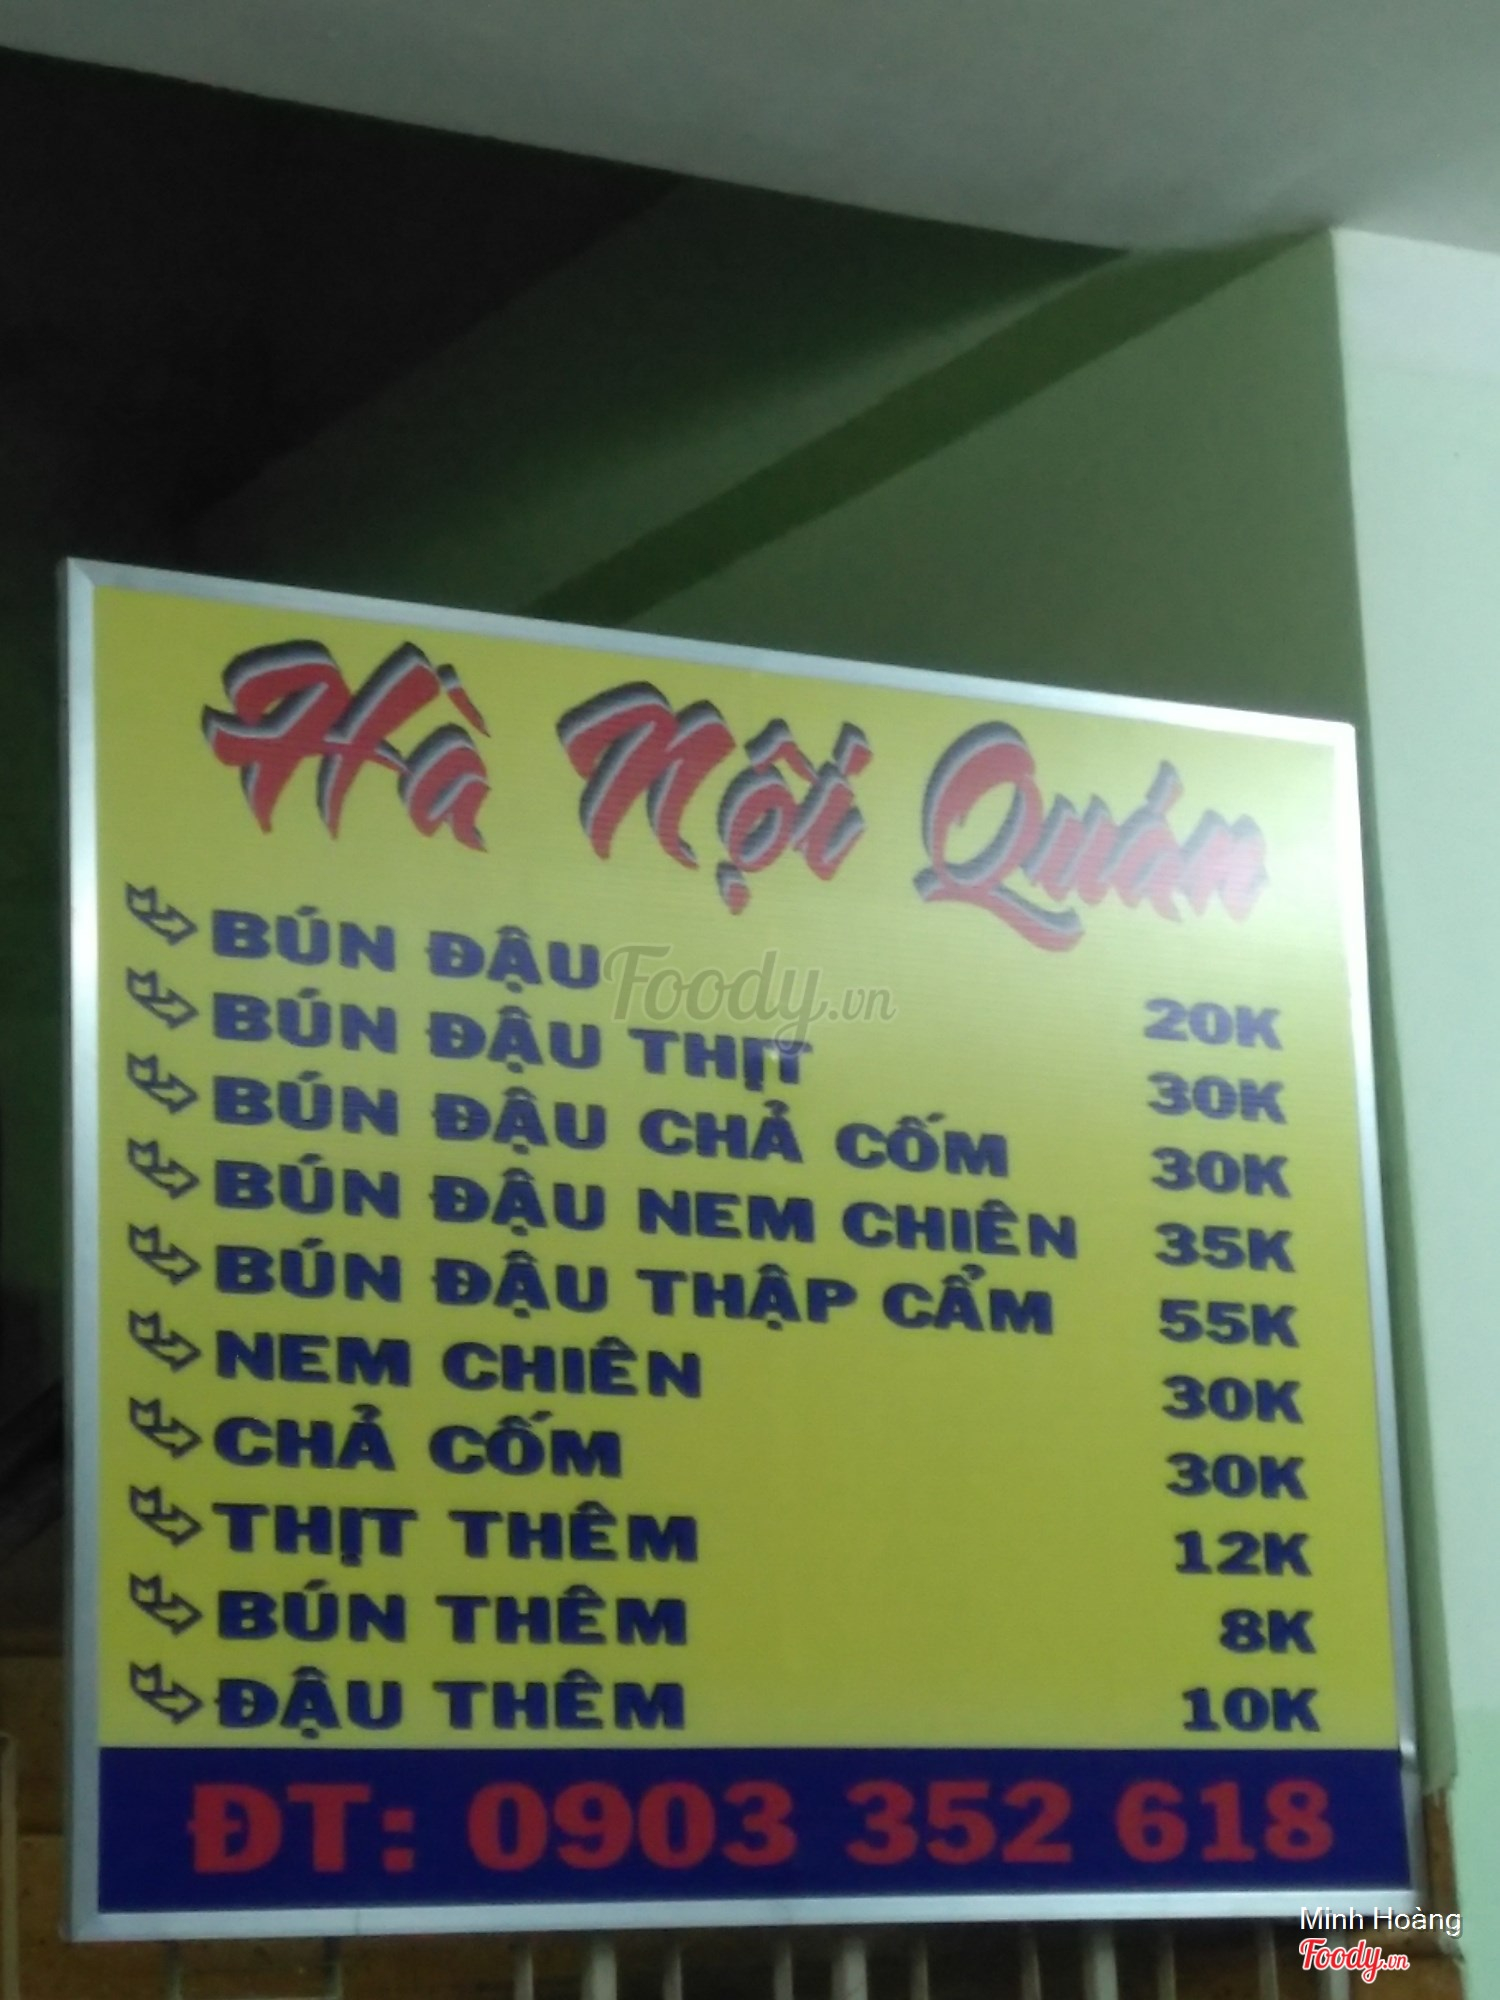 Hà Nội Quán
BÚN ĐẬU 20K
BÚN ĐẬU THỊT 30K
BÚN ĐẬU CHẢ CỐM 30K
BÚN ĐẬU NEM CHIÊN 35K
BÚN ĐẬU THẬP CẨM 55K
NEM CHIÊN 30K
CHẢ CỐM 30K
THỊT THÊM 12K
BÚN THÊM 8K
ĐẬU THÊM 10K
ĐT: 0903 352 618
Foody.vn
Minh Hoàng
Foody.vn